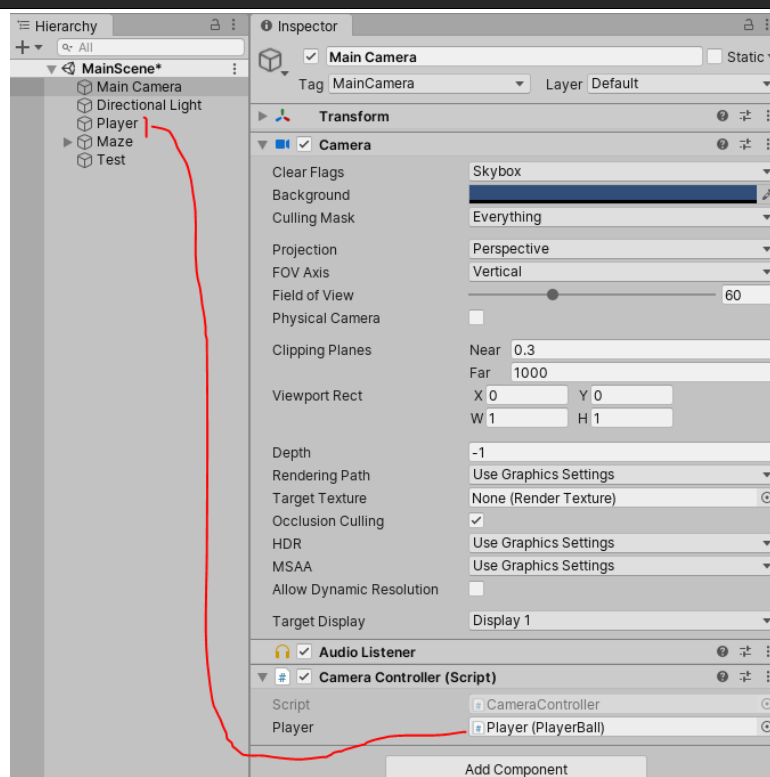 Hierarchy
All
MainScene*
Main Camera
Directional Light
Player
Maze
Test
Inspector
Main Camera
Static
Tag MainCamera Layer Default
Transform
Camera
Clear Flags Skybox
Background
Culling Mask Everything
Projection Perspective
FOV Axis Vertical
Field of View 60
Physical Camera
Clipping Planes Near 0.3
Far 1000
Viewport Rect X 0 Y 0
W 1 H 1
Depth -1
Rendering Path Use Graphics Settings
Target Texture None (Render Texture)
Occlusion Culling
HDR Use Graphics Settings
MSAA Use Graphics Settings
Allow Dynamic Resolution
Target Display Display 1
Audio Listener
# Camera Controller (Script)
Script # CameraController
Player # Player (PlayerBall)
Add Component